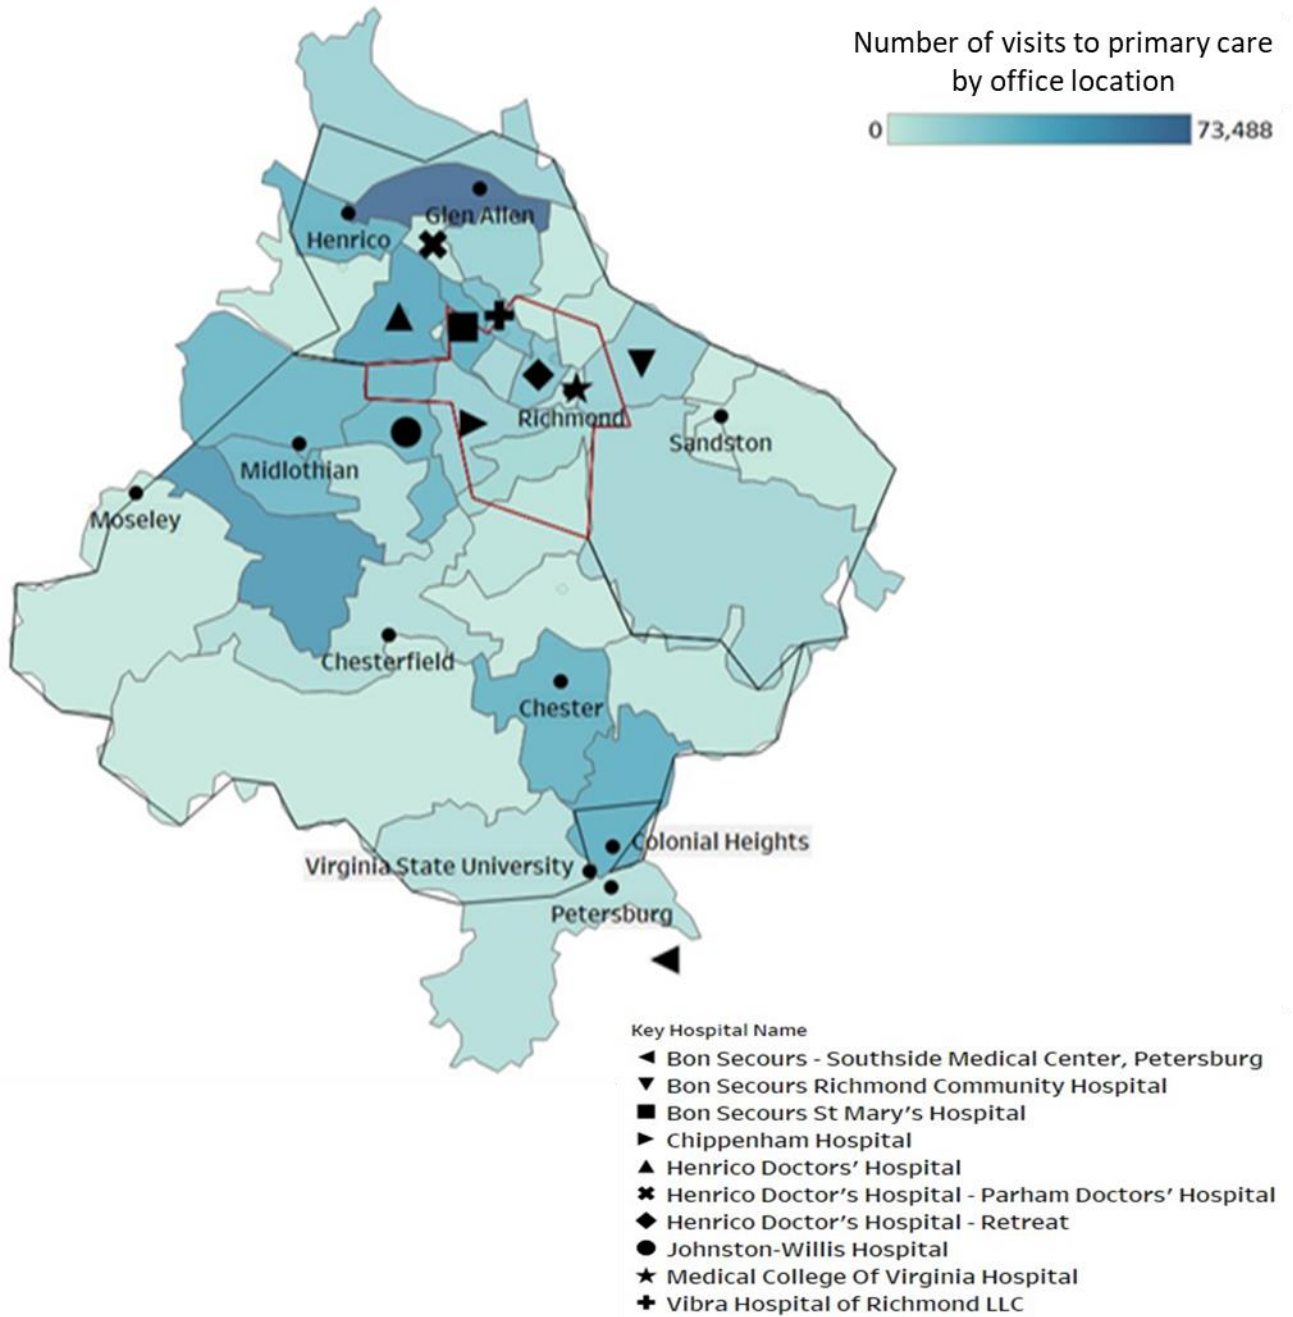 Number of visits to primary care
by office location
0
73,488
Glen Allen
Henrico
Richmond
Sandston
Midlothian
Moseley
Chesterfield
Chester
Colonial Heights
Virginia State University
Petersburg
Key Hospital Name
Bon Secours - Southside Medical Center, Petersburg
Bon Secours Richmond Community Hospital
Bon Secours St Mary's Hospital
Chippenham Hospital
Henrico Doctors' Hospital
Henrico Doctor's Hospital - Parham Doctors' Hospital
Henrico Doctor's Hospital - Retreat
Johnston-Willis Hospital
Medical College Of Virginia Hospital
Vibra Hospital of Richmond LLC